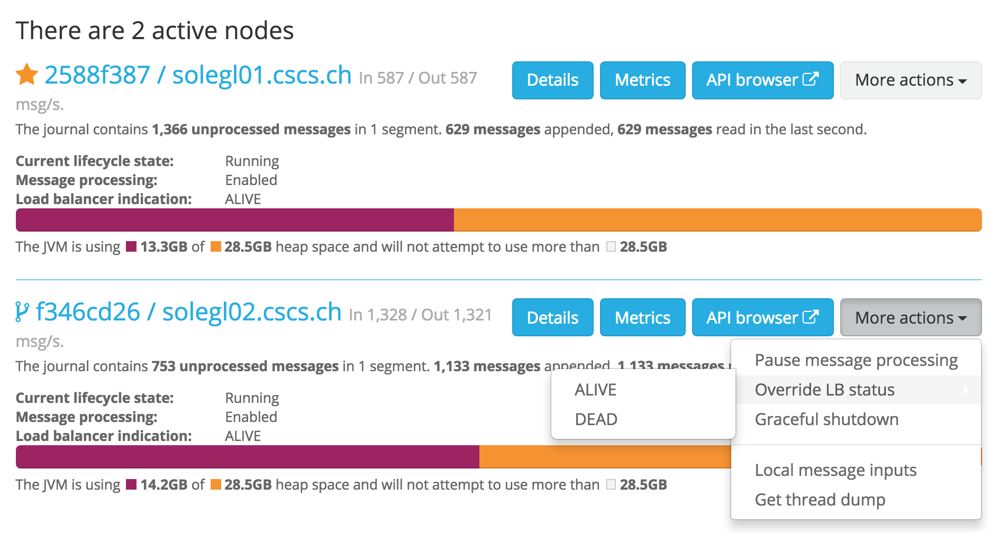 There are 2 active nodes
2588f387 / solegl01.cscs.ch In 587 / Out 587
msg/s.
Details
Metrics
API browser
More actions
The journal contains 1,366 unprocessed messages in 1 segment. 629 messages appended, 629 messages read in the last second.
Current lifecycle state: Running
Message processing: Enabled
Load balancer indication: ALIVE
The JVM is using 13.3GB of 28.5GB heap space and will not attempt to use more than 28.5GB
f346cd26 / solegl02.cscs.ch In 1,328 / Out 1,321
msg/s.
Details
Metrics
API browser
More actions
The journal contains 753 unprocessed messages in 1 segment. 1,133 messages appended, 1,133 messages
Current lifecycle state: Running
Message processing: Enabled
Load balancer indication: ALIVE
The JVM is using 14.2GB of 28.5GB heap space and will not attempt to use more than 28.5GB
Pause message processing
Override LB status
Graceful shutdown
Local message inputs
Get thread dump
ALIVE
DEAD